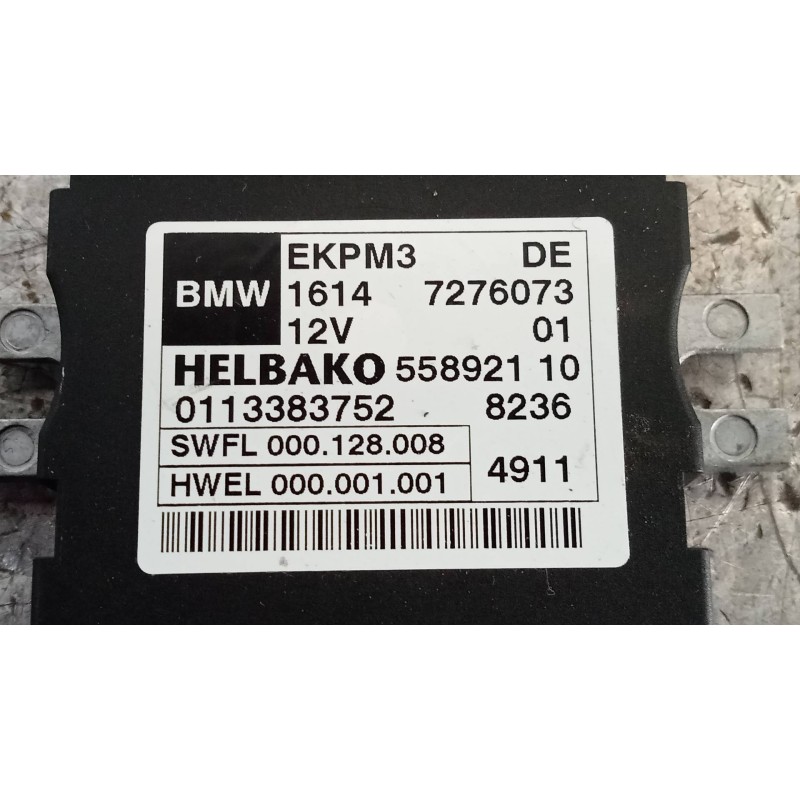 EKPM3 DE
BMW 1614 7276073
12V 01
HELBAKO 558921 10
0113383752 8236
SWFL 000.128.008
HWEL 000.001.001 4911